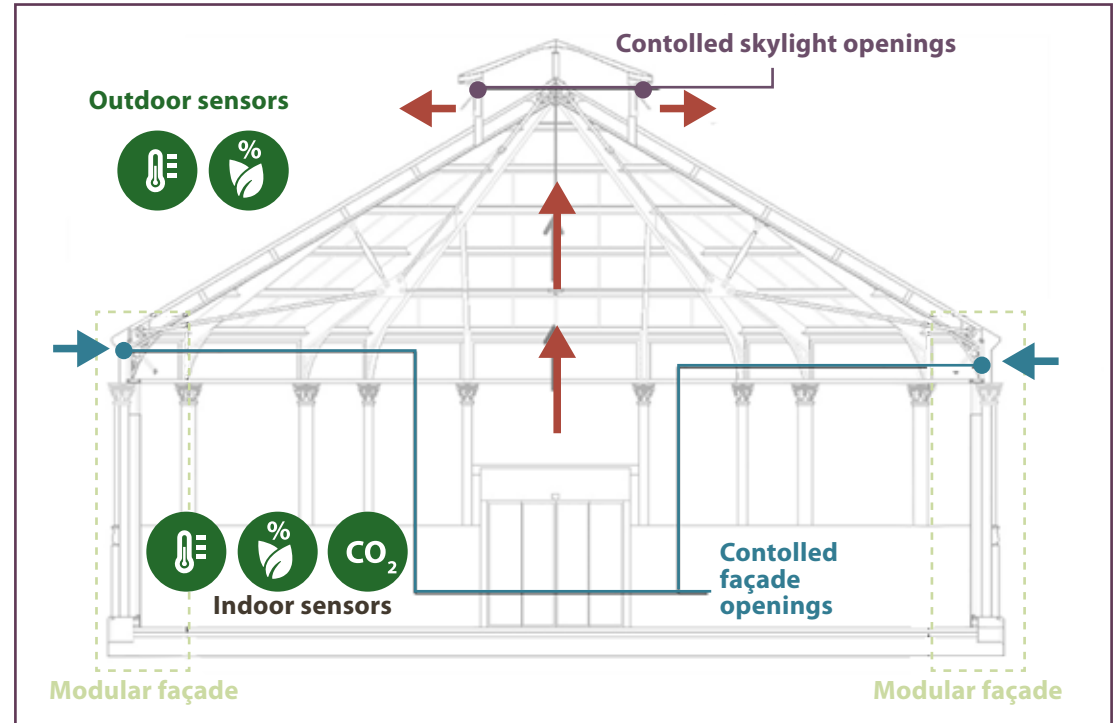 Contolled skylight openings
Outdoor sensors
%
% CO₂
Indoor sensors
Contolled
façade
openings
Modular façade
Modular façade